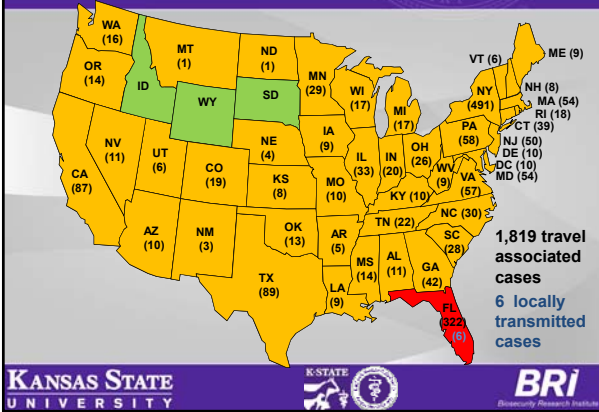 WA
(16)
OR
(14)
CA
(87)
NV
(11)
ID
MT
(1)
WY
UT
(6)
AZ
(10)
CO
(19)
NM
(3)
ND
(1)
SD
NE
(4)
KS
(8)
OK
(13)
TX
(89)
MN
(29)
IA
(9)
MO
(10)
AR
(5)
LA
(9)
WI
(17)
IL
(33)
MI
(17)
IN
(20)
OH
(26)
KY (10)
TN (22)
MS
(14)
AL
(11)
GA
(42)
FL
(322)
(6)
SC
(28)
NC (30)
VA
(57)
WV
(9)
PA
(58)
NY
(491)
VT (6)
ME (9)
NH (8)
MA (54)
RI (18)
CT (39)
NJ (50)
DE (10)
DC (10)
MD (54)
1,819 travel
associated
cases
6 locally
transmitted
cases
KANSAS STATE
UNIVERSITY
K-STATE
BRi
Biosecurity Research Institute